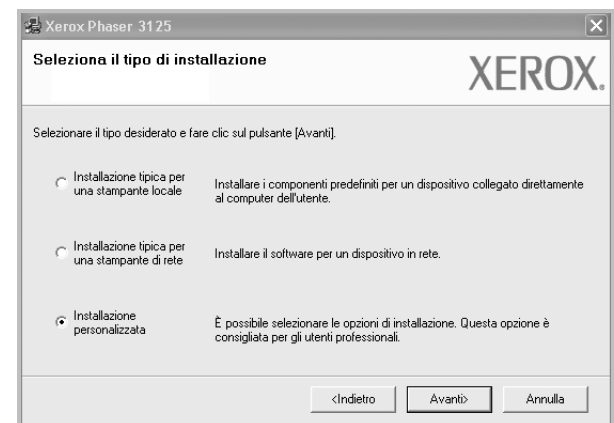 Xerox Phaser 3125
Seleziona il tipo di installazione
XEROX.
Selezionare il tipo desiderato e fare clic sul pulsante [Avanti].
Installazione tipica per
una stampante locale
Installare i componenti predefiniti per un dispositivo collegato direttamente
al computer dell'utente.
Installazione tipica per
una stampante di rete
Installare il software per un dispositivo in rete.
Installazione
personalizzata
È possibile selezionare le opzioni di installazione. Questa opzione è
consigliata per gli utenti professionali.
<Indietro
Avanti>
Annulla